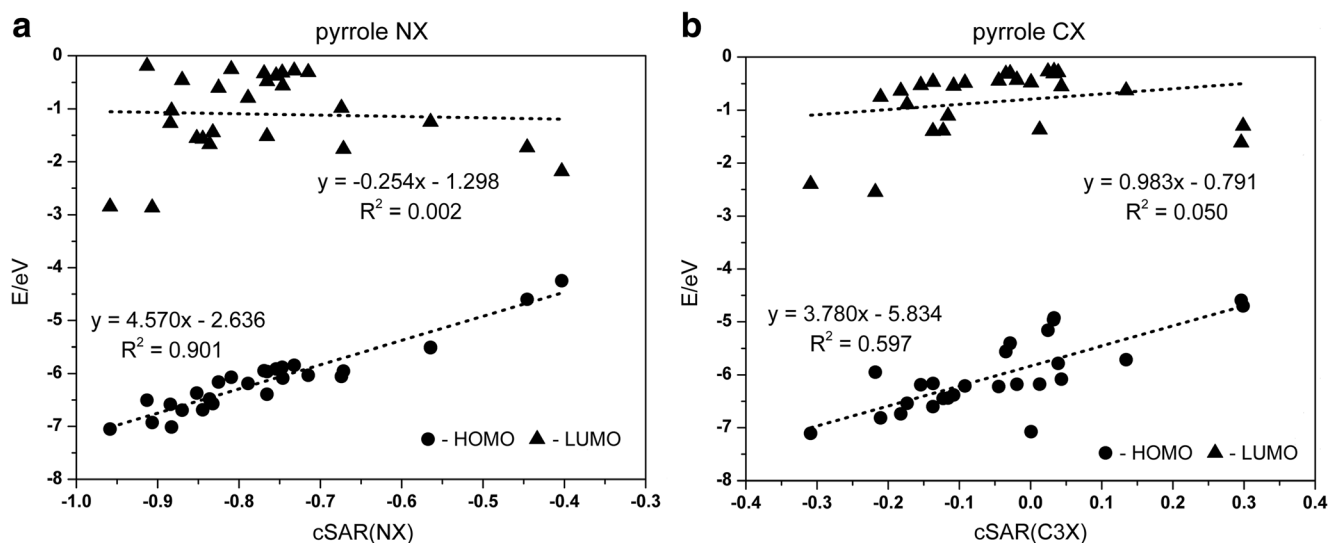 a
pyrrole NX
0
-1
-2
-3
-4
-5
-6
-7
-8
E/eV
y = -0.254x - 1.298
R² = 0.002
y = 4.570x - 2.636
R² = 0.901
- HOMO - LUMO
-1.0 -0.9 -0.8 -0.7 -0.6 -0.5 -0.4 -0.3
cSAR(NX)
b
pyrrole CX
0
-1
-2
-3
-4
-5
-6
-7
-8
E/eV
y = 0.983x - 0.791
R² = 0.050
y = 3.780x - 5.834
R² = 0.597
- HOMO - LUMO
-0.4 -0.3 -0.2 -0.1 0.0 0.1 0.2 0.3 0.4
cSAR(C3X)